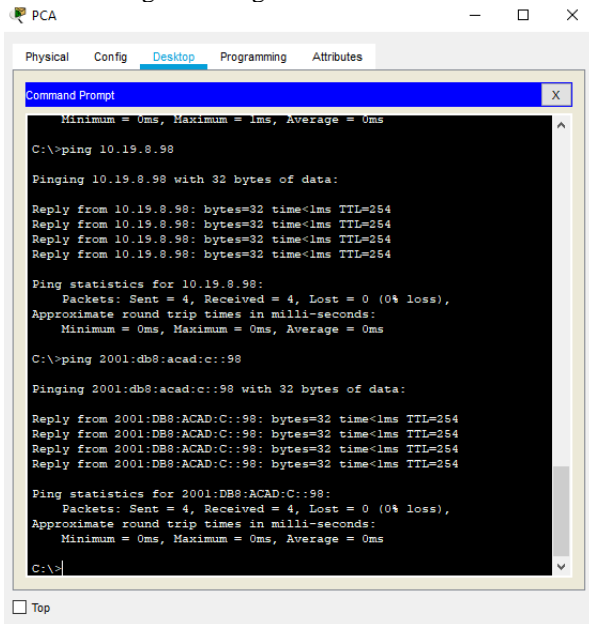 PCA
Physical Config Desktop Programming Attributes
Command Prompt
X
Minimum = 0ms, Maximum = 1ms, Average = 0ms
C:\>ping 10.19.8.98
Pinging 10.19.8.98 with 32 bytes of data:
Reply from 10.19.8.98: bytes=32 time<1ms TTL=254
Reply from 10.19.8.98: bytes=32 time<1ms TTL=254
Reply from 10.19.8.98: bytes=32 time<1ms TTL=254
Reply from 10.19.8.98: bytes=32 time<1ms TTL=254
Ping statistics for 10.19.8.98:
Packets: Sent = 4, Received = 4, Lost = 0 (0% loss),
Approximate round trip times in milli-seconds:
Minimum = 0ms, Maximum = 0ms, Average = 0ms
C:\>ping 2001:db8:acad:c::98
Pinging 2001:db8:acad:c::98 with 32 bytes of data:
Reply from 2001:DB8:ACAD:C::98: bytes=32 time<1ms TTL=254
Reply from 2001:DB8:ACAD:C::98: bytes=32 time<1ms TTL=254
Reply from 2001:DB8:ACAD:C::98: bytes=32 time<1ms TTL=254
Reply from 2001:DB8:ACAD:C::98: bytes=32 time<1ms TTL=254
Ping statistics for 2001:DB8:ACAD:C::98:
Packets: Sent = 4, Received = 4, Lost = 0 (0% loss),
Approximate round trip times in milli-seconds:
Minimum = 0ms, Maximum = 0ms, Average = 0ms
C:\>
Top